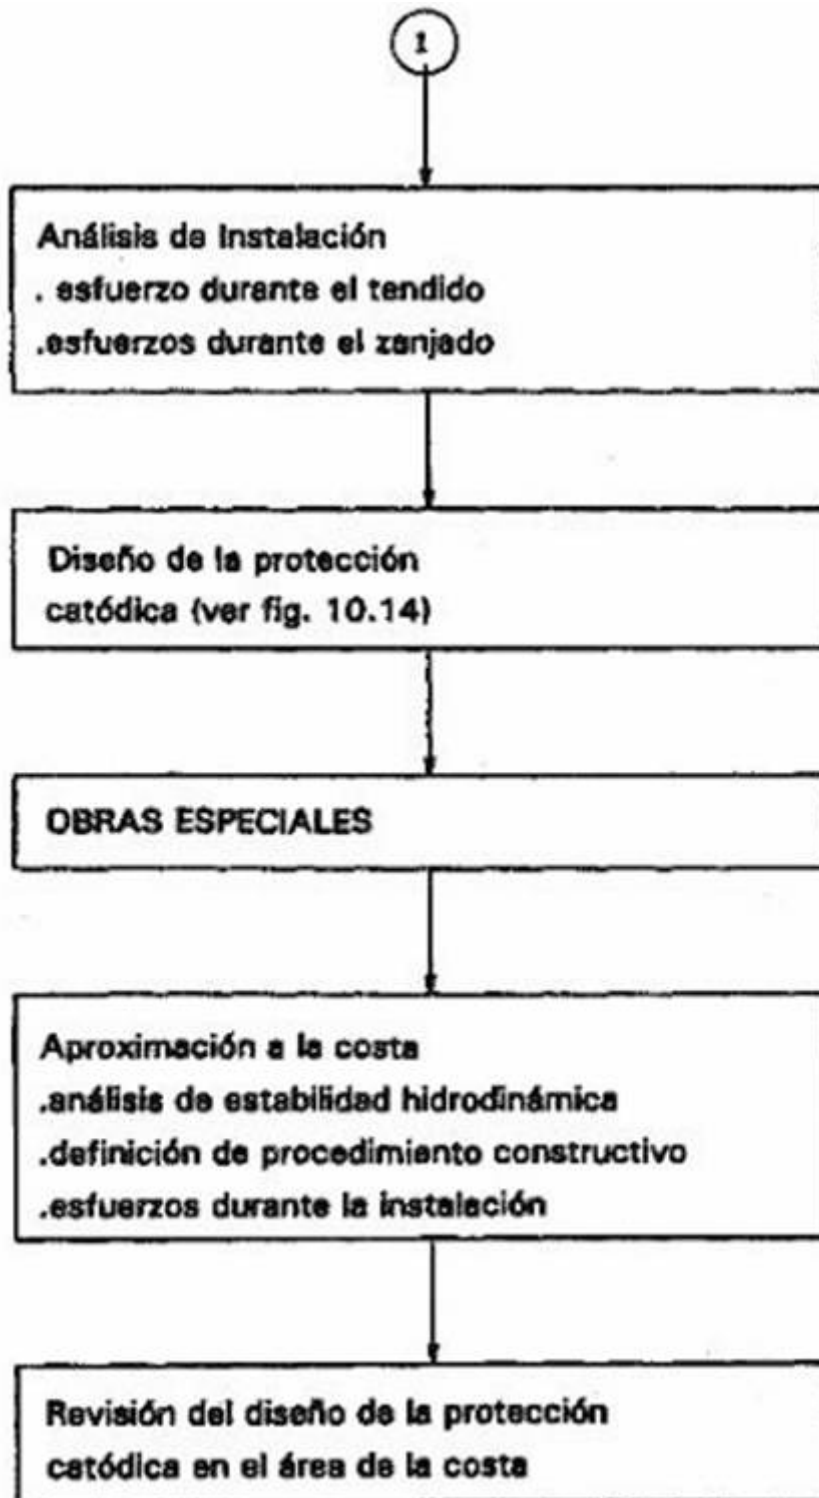 1
Análisis de Instalación
. esfuerzo durante el tendido
.esfuerzos durante el zanjado
Diseño de la protección
catódica (ver fig. 10.14)
OBRAS ESPECIALES
Aproximación a la costa
.análisis de estabilidad hidrodinámica
.definición de procedimiento constructivo
.esfuerzos durante la instalación
Revisión del diseño de la protección
catódica en el área de la costa